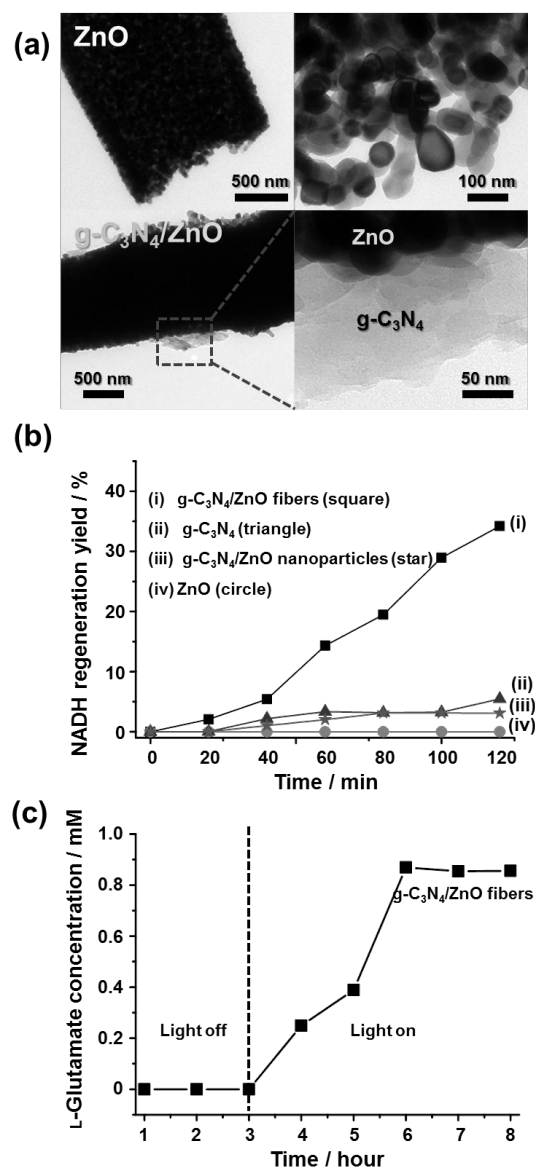 (a)
ZnO
500 nm
100 nm
g-C₃N₄/ZnO
500 nm
ZnO
g-C₃N₄
50 nm
(b)
NADH regeneration yield / %
40
30
20
10
0
(i) g-C₃N₄/ZnO fibers (square)
(ii) g-C₃N₄ (triangle)
(iii) g-C₃N₄/ZnO nanoparticles (star)
(iv) ZnO (circle)
(i)
(ii)
(iii)
(iv)
0 20 40 60 80 100 120
Time / min
(c)
L-Glutamate concentration / mM
1.0
0.8
0.6
0.4
0.2
0
g-C₃N₄/ZnO fibers
Light off
Light on
1 2 3 4 5 6 7 8
Time / hour